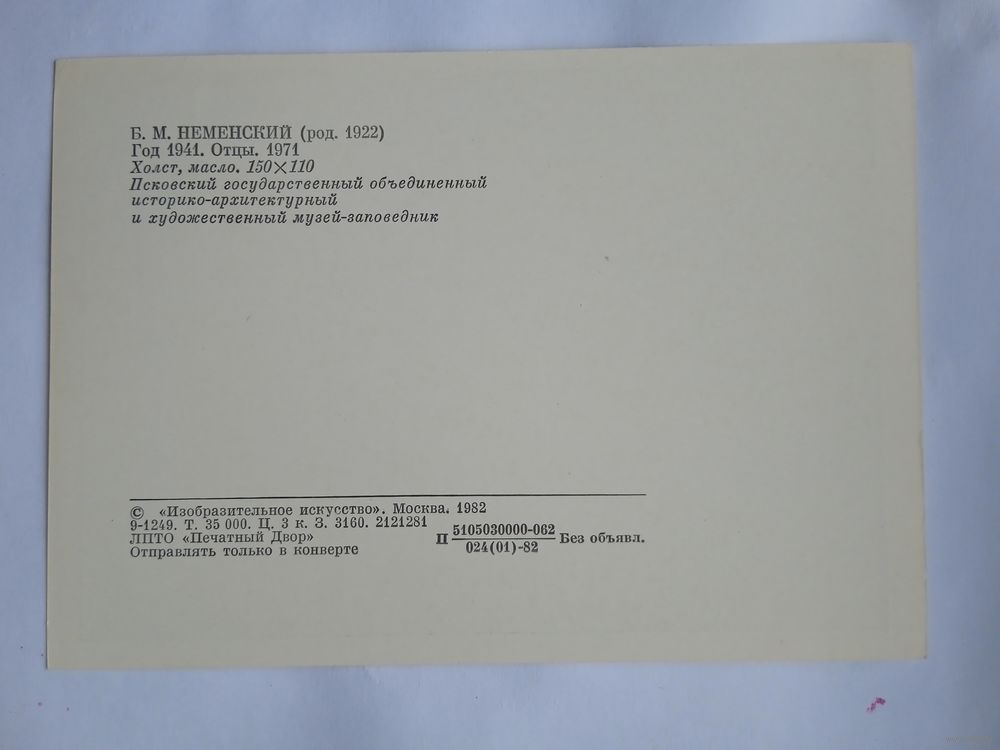 Б. М. НЕМЕНСКИЙ (род. 1922)
Год 1941. Отцы. 1971
Холст, масло. 150×110
Псковский государственный объединенный
историко-архитектурный
и художественный музей-заповедник
© «Изобразительное искусство». Москва. 1982
9-1249. Т. 35 000. Ц. 3 к. З. 3160. 2121281
ЛПТО «Печатный Двор»
Отправлять только в конверте
П 5105030000-062 Без объявл.
024(01)-82